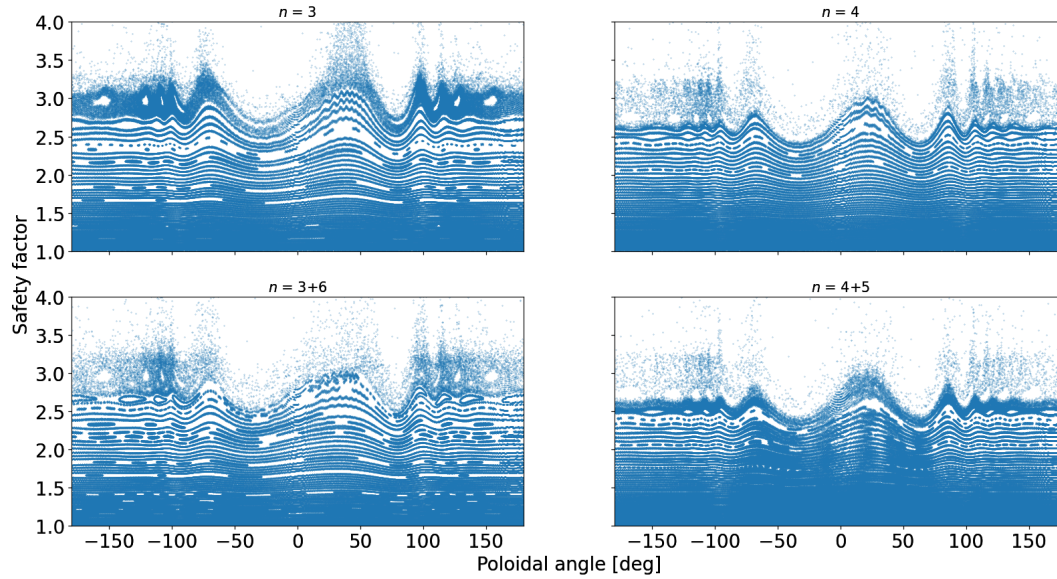 n = 3
n = 4
4.0
3.5
3.0
2.5
2.0
1.5
1.0
n = 3+6
n = 4+5
4.0
3.5
3.0
2.5
2.0
1.5
1.0
−150 −100 −50 0 50 100 150
−150 −100 −50 0 50 100 150
Safety factor
Poloidal angle [deg]